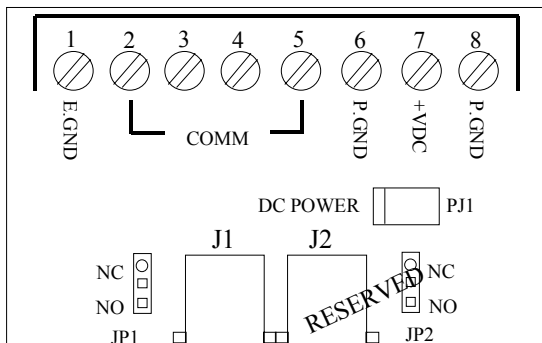 1 2 3 4 5 6 7 8
E.GND
COMM
P.GND
+VDC
P.GND
DC POWER
PJ1
J1 J2
NC
NO
JP1
RESERVED
NC
NO
JP2